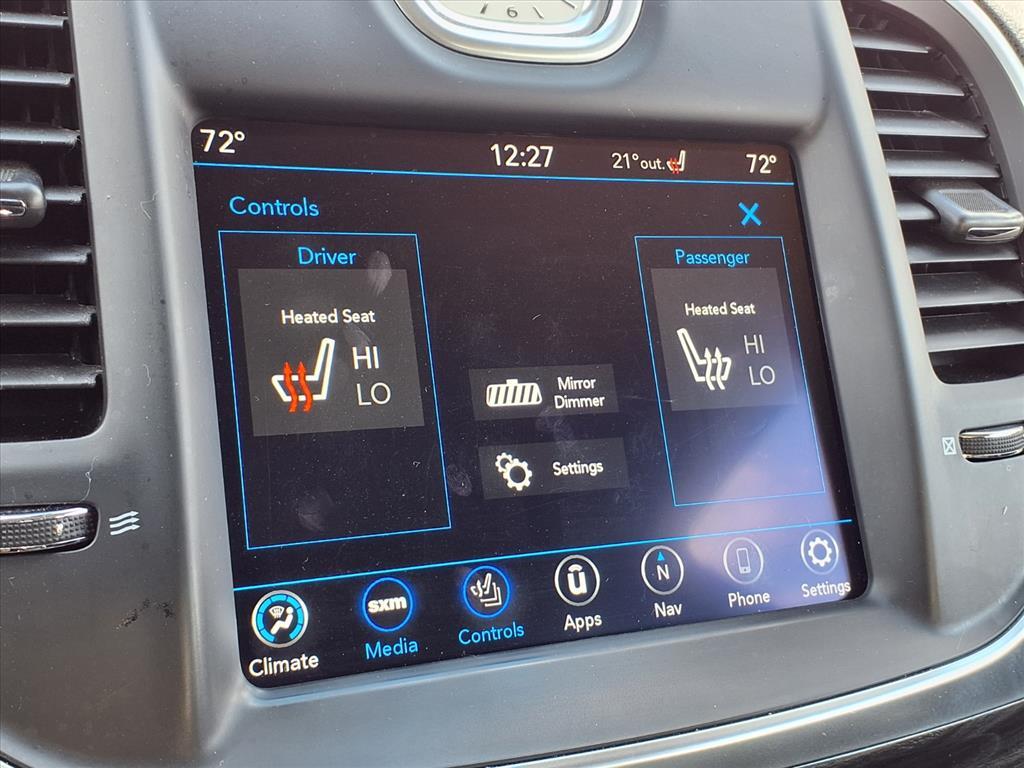 6
72°
12:27
21°out.
72°
Controls
X
Driver
Passenger
Heated Seat
HI
LO
Heated Seat
HI
LO
Mirror
Dimmer
Settings
sxm
û
N
Climate
Media
Controls
Apps
Nav
Phone
Settings